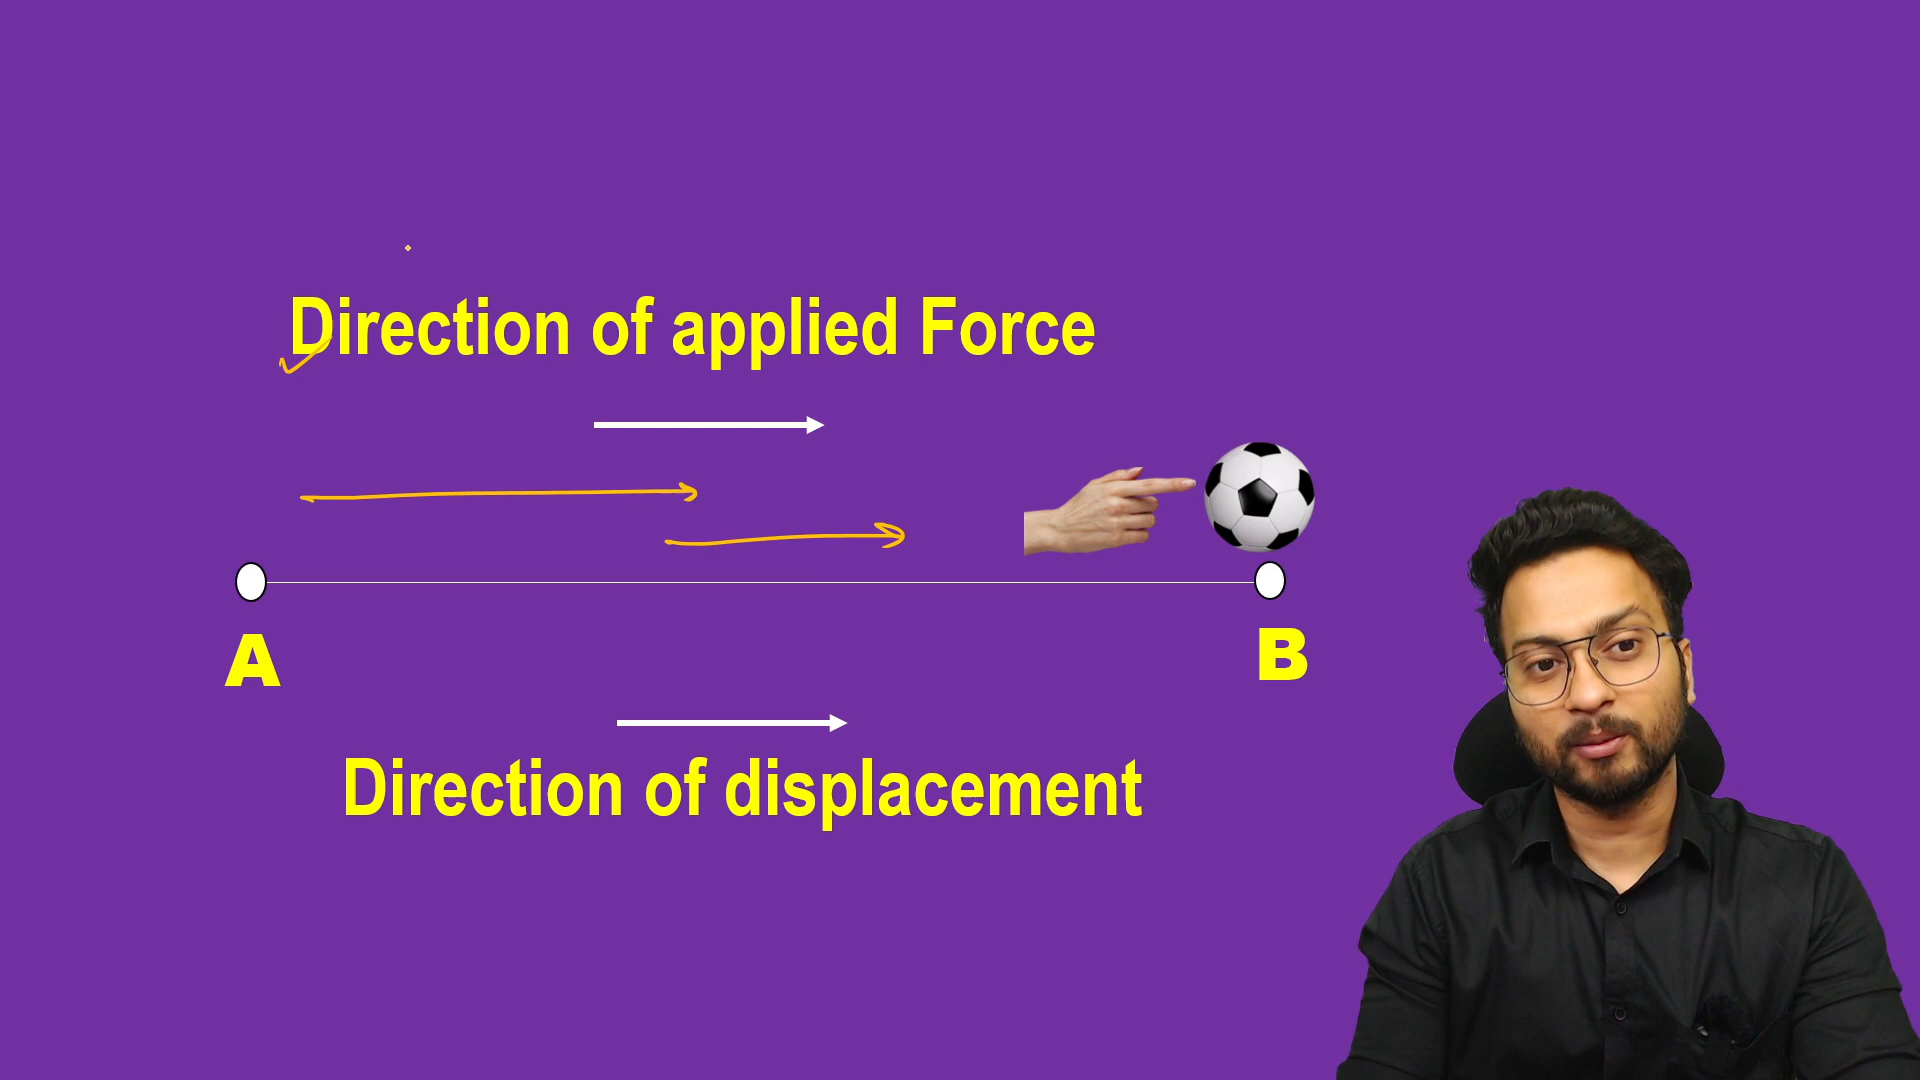 Direction of applied Force
A
B
Direction of displacement